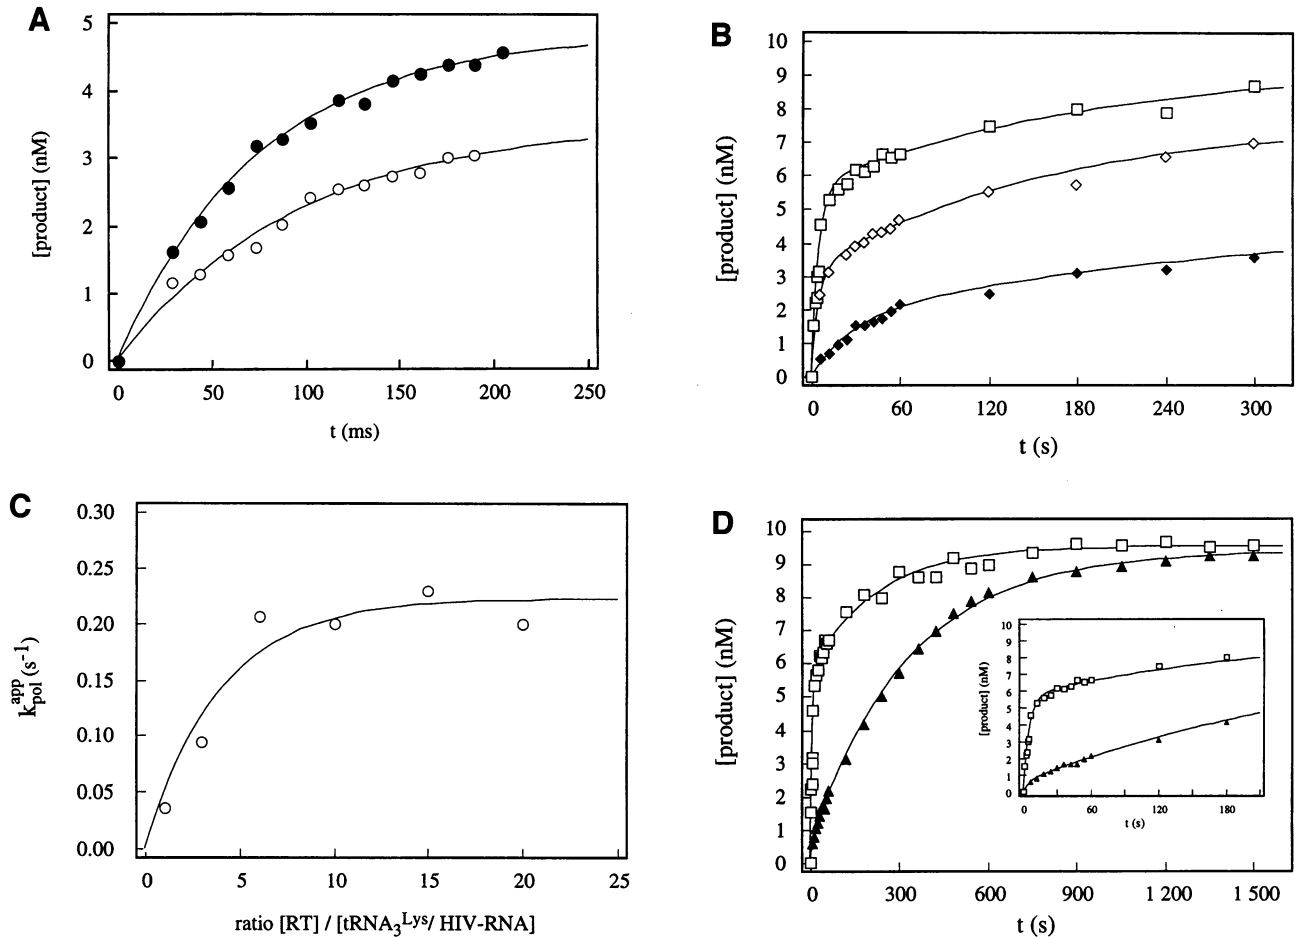 A
5
4
3
2
1
0
[product] (nM)
0 50 100 150 200 250
t (ms)
B
10
9
8
7
6
5
4
3
2
1
0
[product] (nM)
0 60 120 180 240 300
t (s)
C
0.30
0.25
0.20
0.15
0.10
0.05
0.00
k app pol (s-1)
0 5 10 15 20 25
ratio [RT] / [tRNA3Lys/ HIV-RNA]
D
10
9
8
7
6
5
4
3
2
1
0
[product] (nM)
0 300 600 900 1 200 1 500
t (s)
10
9
8
7
6
5
4
3
2
1
0
[product] (nM)
0 60 120 180
t (s)